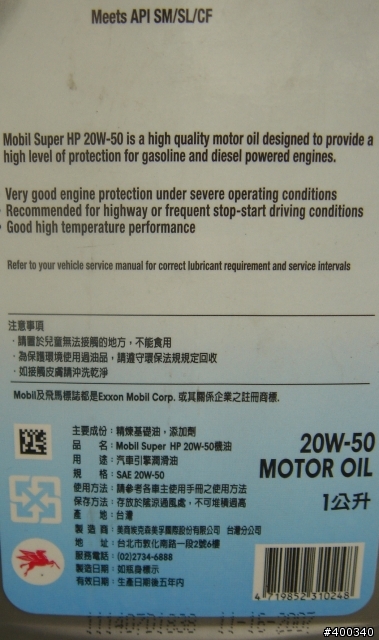 Meets API SM/SL/CF
Mobil Super HP 20W-50 is a high quality motor oil designed to provide a
high level of protection for gasoline and diesel powered engines.
Very good engine protection under severe operating conditions
· Recommended for highway or frequent stop-start driving conditions
· Good high temperature performance
Refer to your vehicle service manual for correct lubricant requirement and service intervals
注意事項
· 請置於兒童無法接觸的地方，不能食用
· 為保護環境使用過油品，請遵守環保法規規定回收
· 如接觸皮膚請沖洗乾淨
Mobil及飛馬標誌都是Exxon Mobil Corp. 或其關係企業之註冊商標.
主要成份：精煉基礎油，添加劑
品 名：Mobil Super HP 20W-50機油
用 途：汽車引擎潤滑油
規 格：SAE 20W-50
使用方法：請參考各車主使用手冊之使用方法
保存方法：存放於陰涼通風處，不可堆積過高
產 地：台灣
製 造 商：美商埃克森美孚國際股份有限公司 台灣分公司
地 址：台北市敦化南路一段2號6樓
服務電話：(02)2734-6888
製造日期：如瓶身標示
有效日期：生產日期後五年內
20W-50
MOTOR OIL
1公升
4 719852 310248
#400340